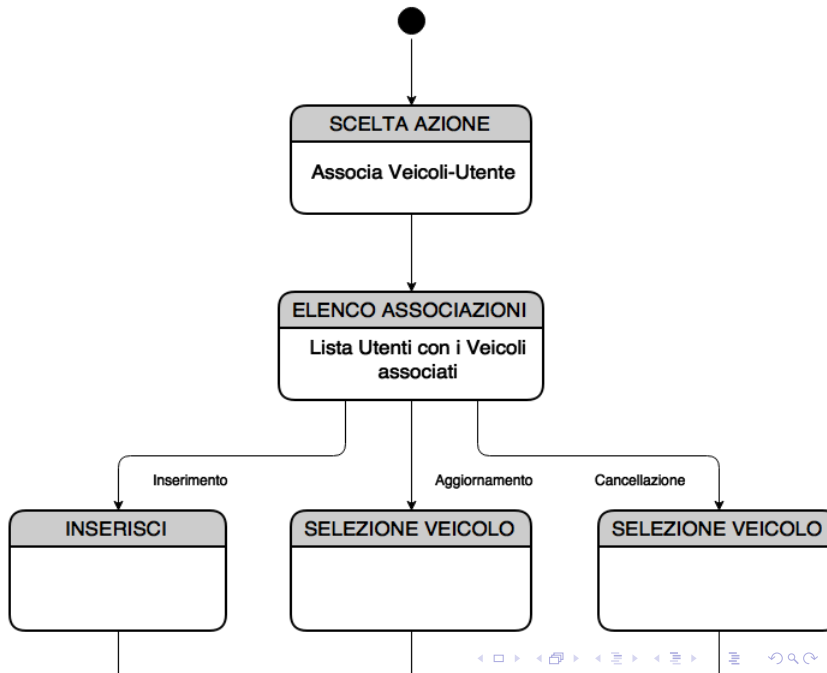 SCELTA AZIONE
Associa Veicoli-Utente
ELENCO ASSOCIAZIONI
Lista Utenti con i Veicoli
associati
Inserimento
Aggiornamento
Cancellazione
INSERISCI
SELEZIONE VEICOLO
SELEZIONE VEICOLO